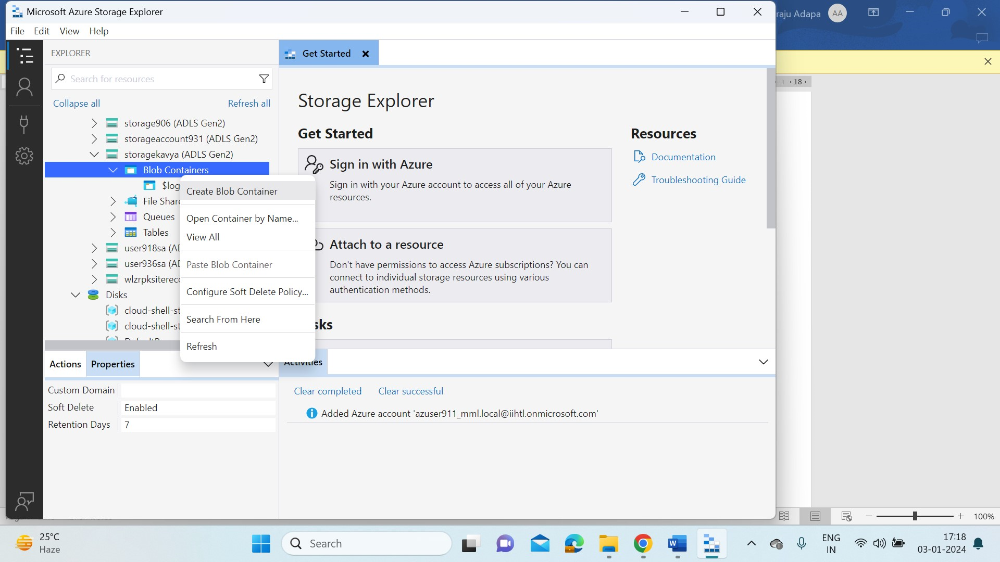 Microsoft Azure Storage Explorer
raju Adapa AA
File Edit View Help
EXPLORER
Get Started
Search for resources
18
Collapse all
Refresh all
storage906 (ADLS Gen2)
storageaccount931 (ADLS Gen2)
storagekavya (ADLS Gen2)
Blob Containers
$log
File Share
Queues
Tables
user918sa (AD
user936sa (AD
wlzrpksitereco
Disks
cloud-shell-st
cloud-shell-st
Create Blob Container
Open Container by Name...
View All
Paste Blob Container
Configure Soft Delete Policy...
Search From Here
Refresh
Storage Explorer
Get Started
Sign in with Azure
Sign in with your Azure account to access all of your Azure
resources.
Attach to a resource
Don't have permissions to access Azure subscriptions? You can
connect to individual storage resources using various
authentication methods.
sks
Resources
Documentation
Troubleshooting Guide
Actions Properties
Custom Domain
Soft Delete Enabled
Retention Days 7
Activities
Clear completed Clear successful
Added Azure account 'azuser911_mml.local@iihtl.onmicrosoft.com'
100%
25°C
Haze
Search
ENG
IN
17:18
03-01-2024